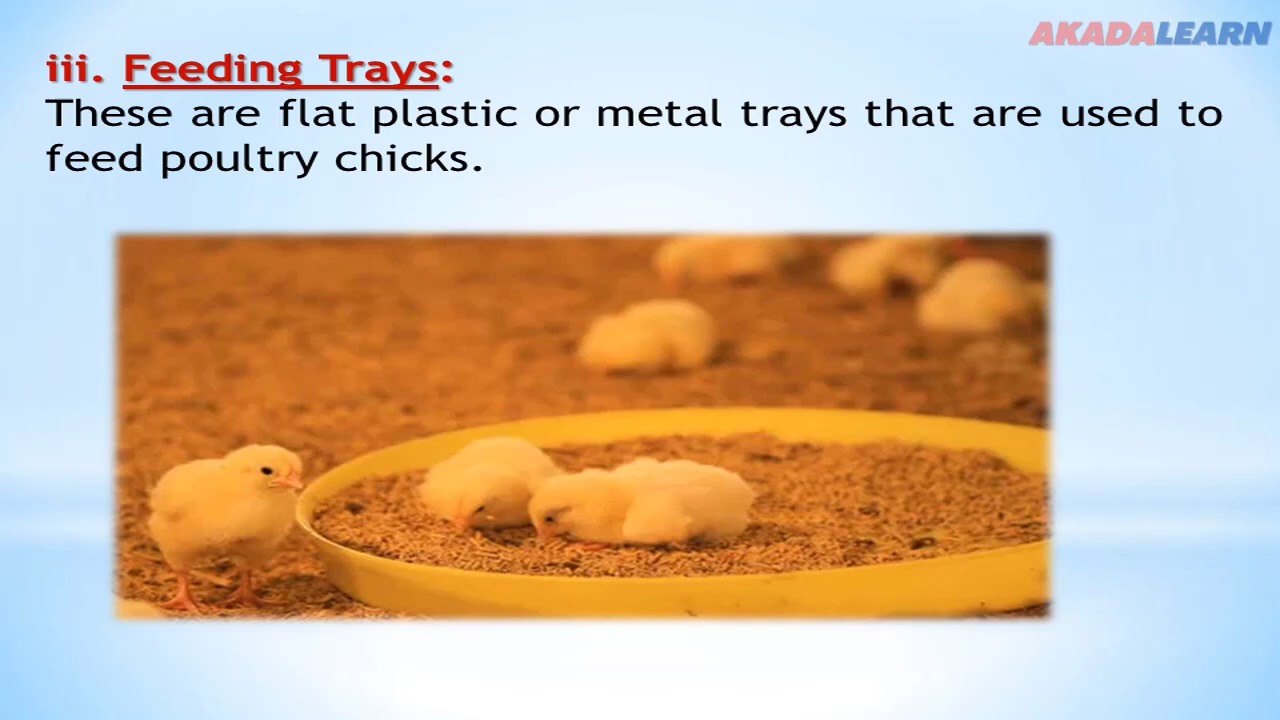 AKADALEARN
iii. Feeding Trays:
These are flat plastic or metal trays that are used to
feed poultry chicks.